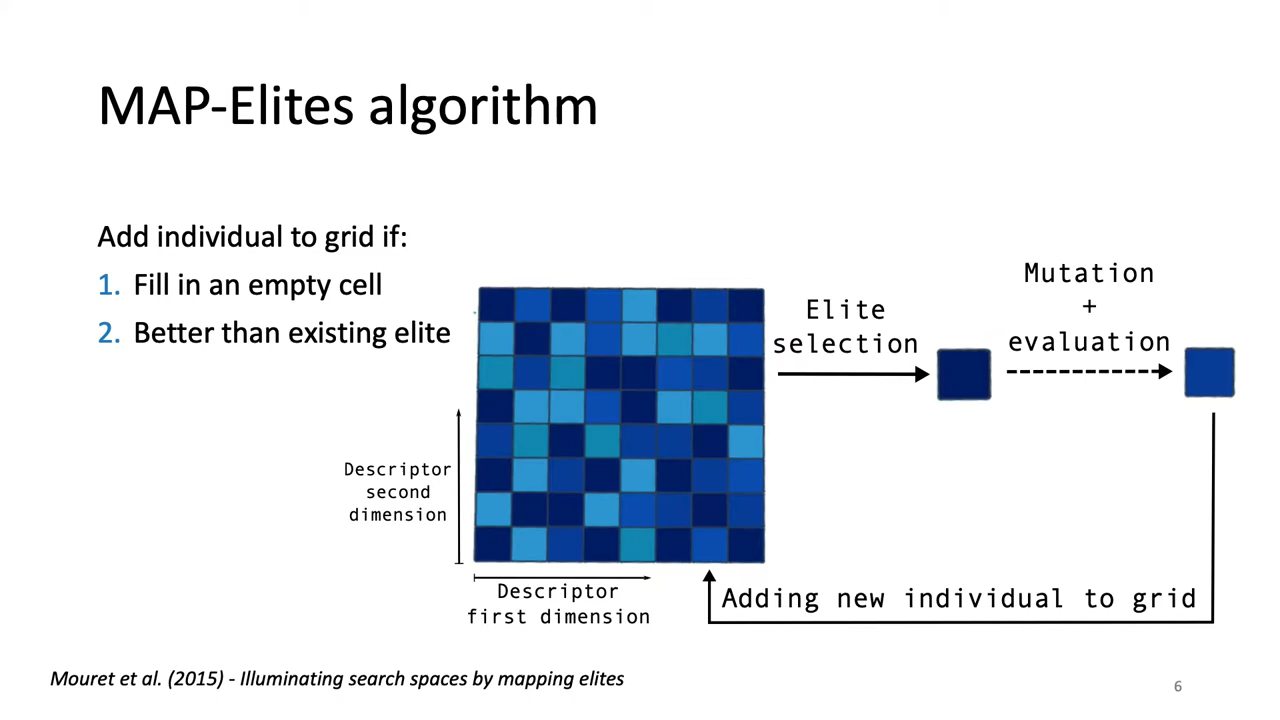 MAP-Elites algorithm
Add individual to grid if:
1. Fill in an empty cell
2. Better than existing elite
Elite
selection
Mutation
+
evaluation
Descriptor
second
dimension
Descriptor
first dimension
Adding new individual to grid
Mouret et al. (2015) - Illuminating search spaces by mapping elites
6